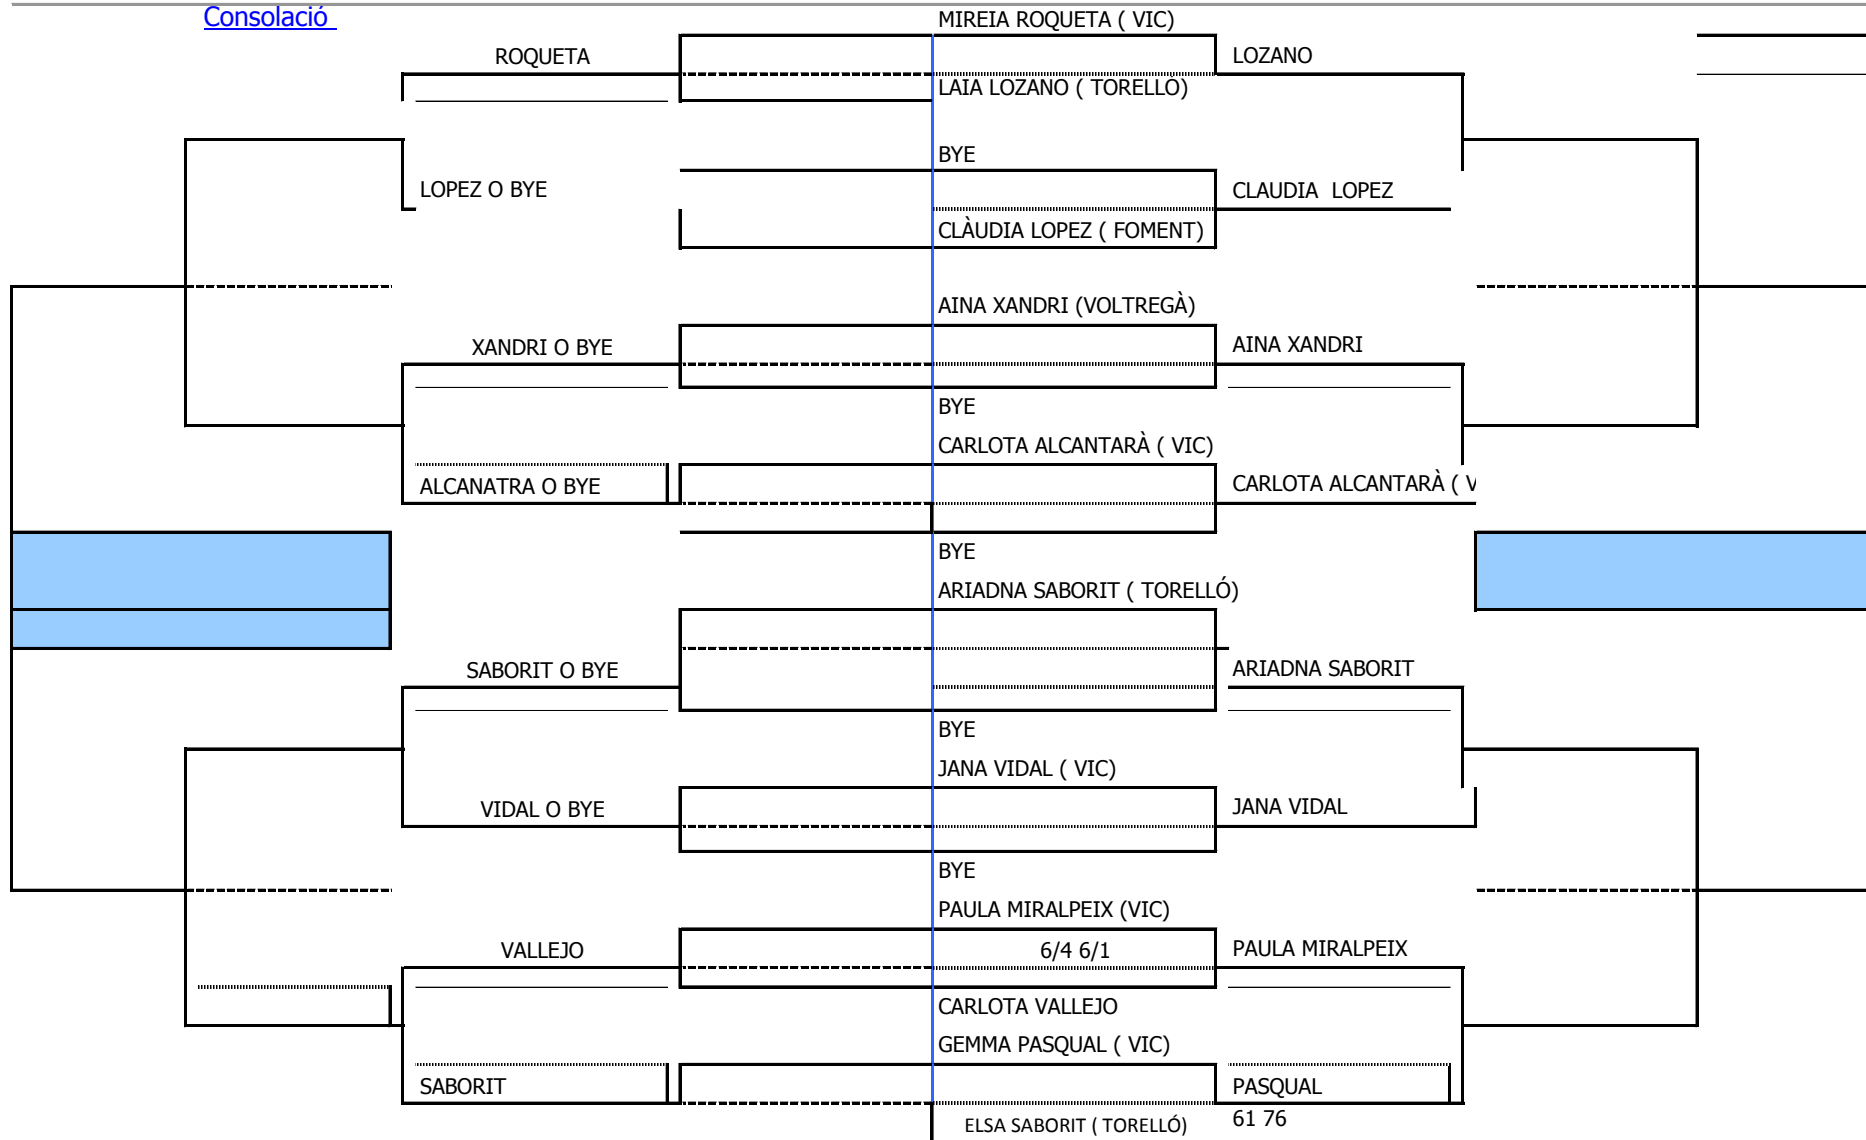 Consolació
MIREIA ROQUETA ( VIC)
ROQUETA
LOZANO
LAIA LOZANO ( TORELLÓ)
BYE
LOPEZ O BYE
CLAUDIA LOPEZ
CLÀUDIA LOPEZ ( FOMENT)
AINA XANDRI (VOLTREGÀ)
XANDRI O BYE
AINA XANDRI
BYE
CARLOTA ALCANTARÀ ( VIC)
ALCANATRA O BYE
CARLOTA ALCANTARÀ ( V
BYE
ARIADNA SABORIT ( TORELLÓ)
SABORIT O BYE
ARIADNA SABORIT
BYE
JANA VIDAL ( VIC)
VIDAL O BYE
JANA VIDAL
BYE
PAULA MIRALPEIX (VIC)
VALLEJO
6/4 6/1
PAULA MIRALPEIX
CARLOTA VALLEJO
GEMMA PASQUAL ( VIC)
SABORIT
PASQUAL
ELSA SABORIT ( TORELLÓ)
61 76